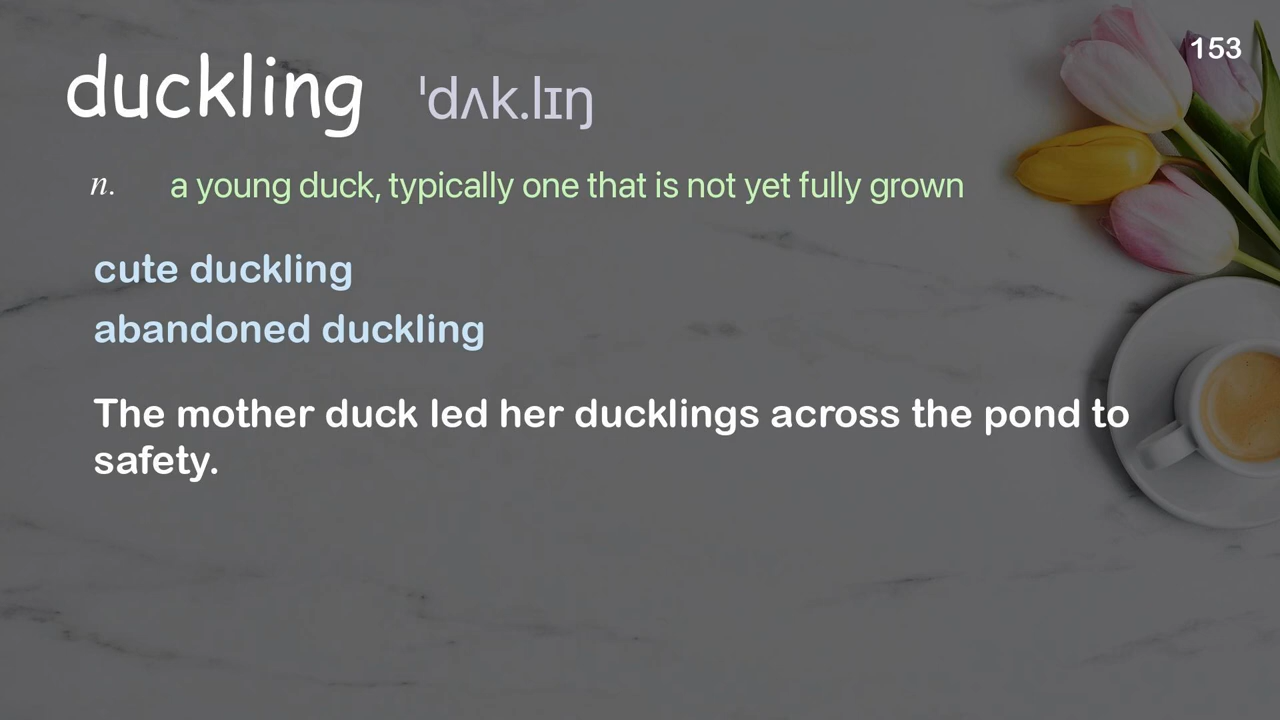 153
duckling ˈdʌk.lɪŋ
n. a young duck, typically one that is not yet fully grown
cute duckling
abandoned duckling
The mother duck led her ducklings across the pond to
safety.